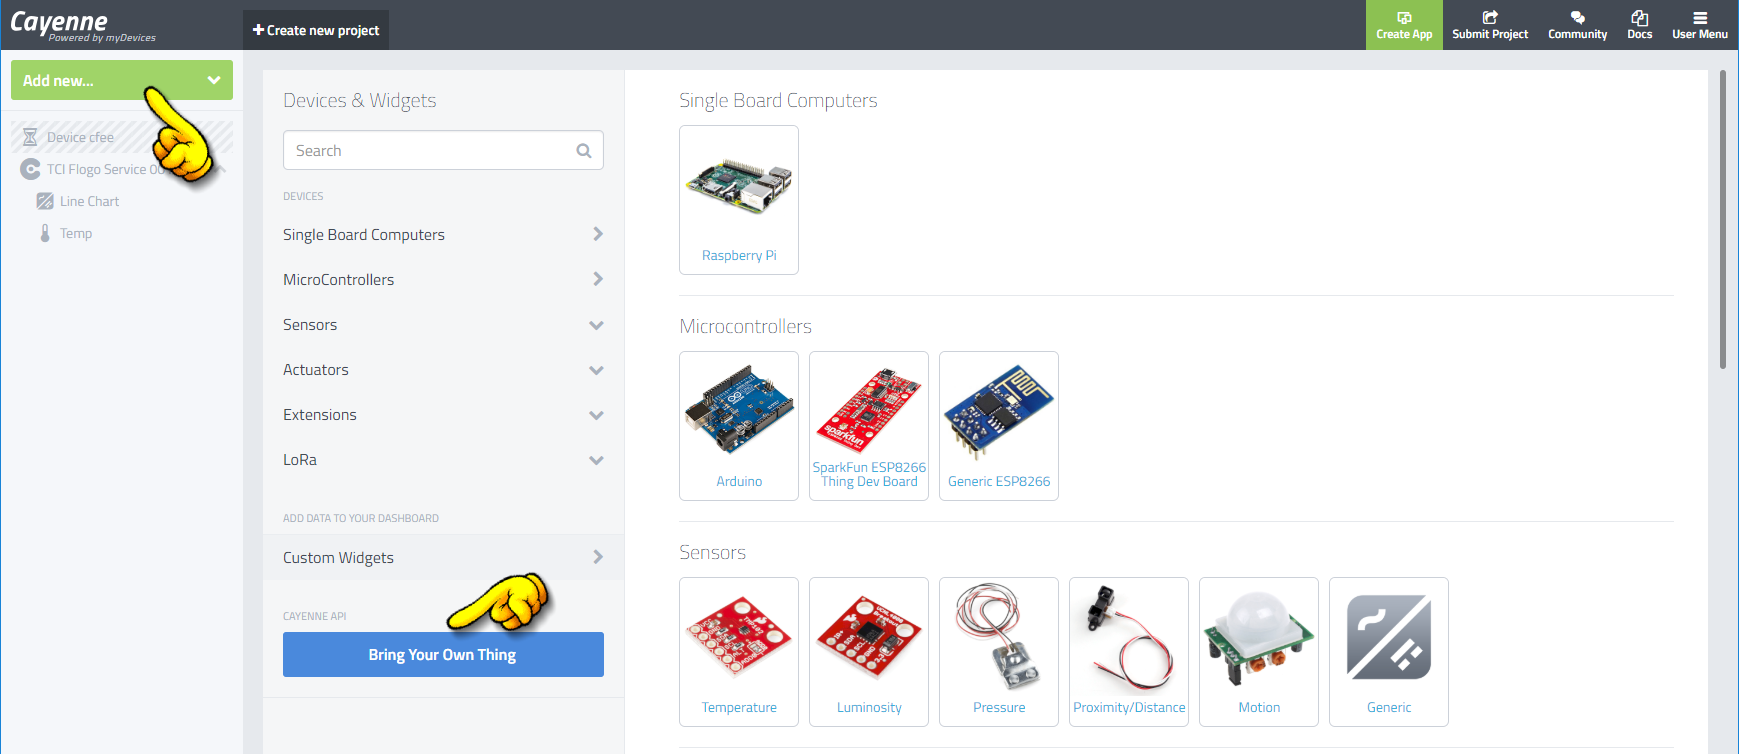 Cayenne
Powered by myDevices
+ Create new project
Create App
Submit Project
Community
Docs
User Menu
Add new...
Device cfee
TCI Flogo Service
Line Chart
Temp
Devices & Widgets
Search
DEVICES
Single Board Computers
MicroControllers
Sensors
Actuators
Extensions
LoRa
ADD DATA TO YOUR DASHBOARD
Custom Widgets
CAYENNE API
Bring Your Own Thing
Single Board Computers
Raspberry Pi
Microcontrollers
Arduino
sparkfun
SparkFun ESP8266
Thing Dev Board
Generic ESP8266
Sensors
Temperature
Luminosity
Pressure
Proximity/Distance
Motion
Generic